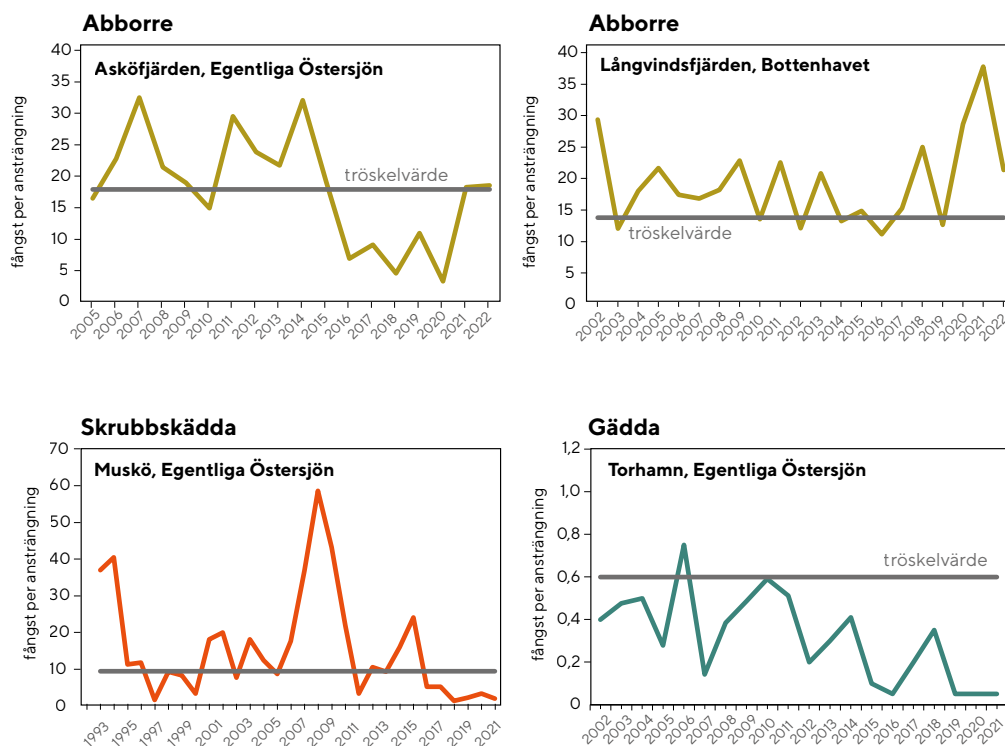 Abborre
fångst per ansträngning
40
35
30
25
20
15
10
5
0
Asköfjärden, Egentliga Östersjön
tröskelvärde
2005 2006 2007 2008 2009 2010 2011 2012 2013 2014 2015 2016 2017 2018 2019 2020 2021 2022
Abborre
fångst per ansträngning
40
35
30
25
20
15
10
5
0
Långvindsfjärden, Bottenhavet
tröskelvärde
2002 2003 2004 2005 2006 2007 2008 2009 2010 2011 2012 2013 2014 2015 2016 2017 2018 2019 2020 2021 2022
Skrubbskädda
fångst per ansträngning
70
60
50
40
30
20
10
0
Muskö, Egentliga Östersjön
1993 1995 1997 1999 2001 2003 2005 2007 2009 2011 2013 2015 2017 2019 2021
Gädda
fångst per ansträngning
1,2
1,0
0,8
0,6
0,4
0,2
0
Torhamn, Egentliga Östersjön
tröskelvärde
2002 2003 2004 2005 2006 2007 2008 2009 2010 2011 2012 2013 2014 2015 2016 2017 2018 2019 2020 2021